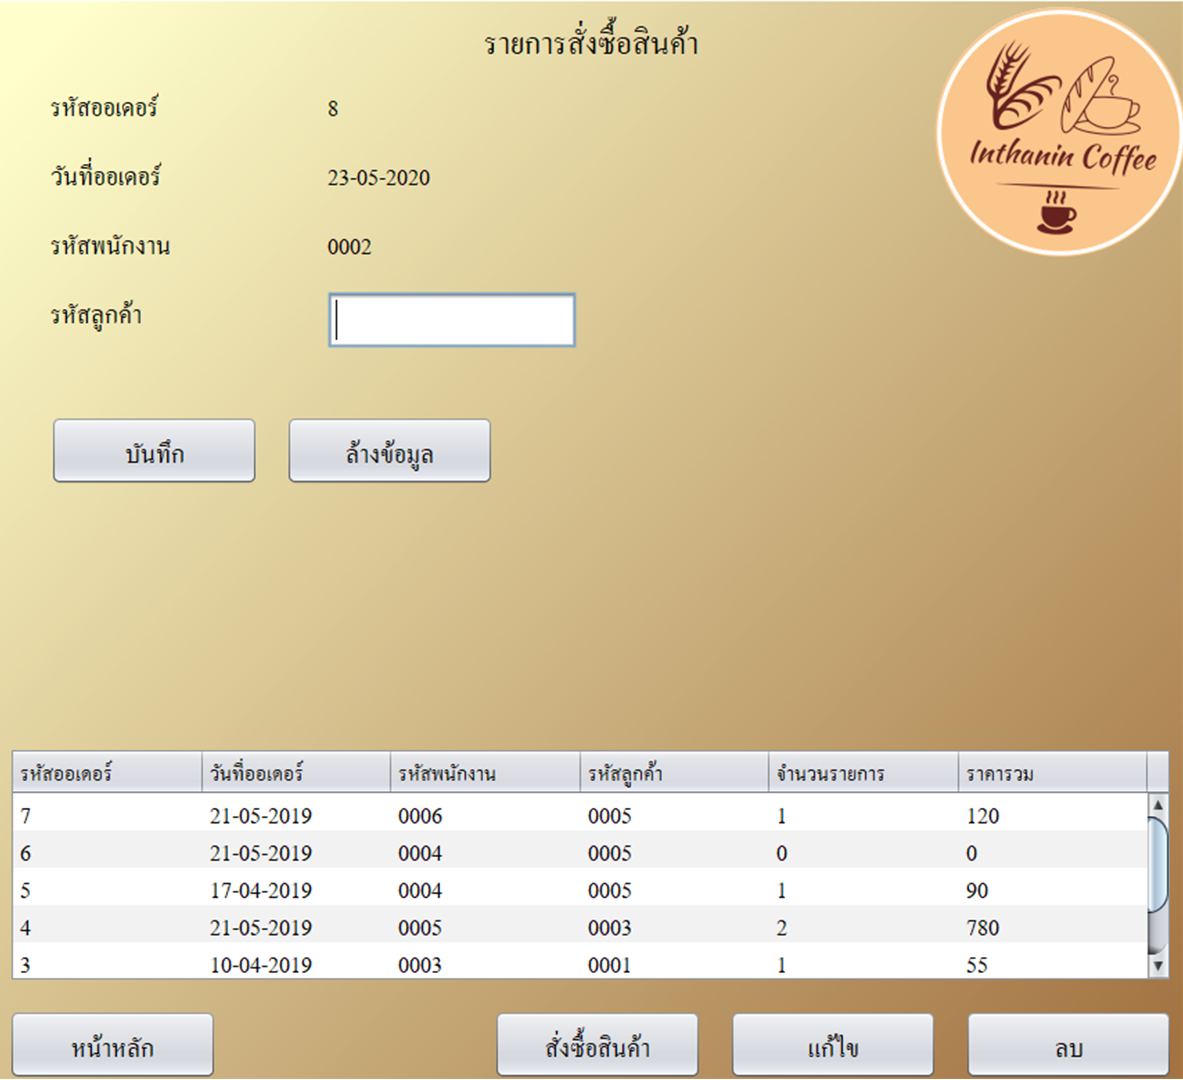 รายการสั่งซื้อสินค้า
Inthanin Coffee
รหัสออเดอร์ 8
วันที่ออเดอร์ 23-05-2020
รหัสพนักงาน 0002
รหัสลูกค้า
บันทึก ล้างข้อมูล
รหัสออเดอร์ วันที่ออเดอร์ รหัสพนักงาน รหัสลูกค้า จำนวนรายการ ราคารวม
7 21-05-2019 0006 0005 1 120
6 21-05-2019 0004 0005 0 0
5 17-04-2019 0004 0005 1 90
4 21-05-2019 0005 0003 2 780
3 10-04-2019 0003 0001 1 55
หน้าหลัก สั่งซื้อสินค้า แก้ไข ลบ